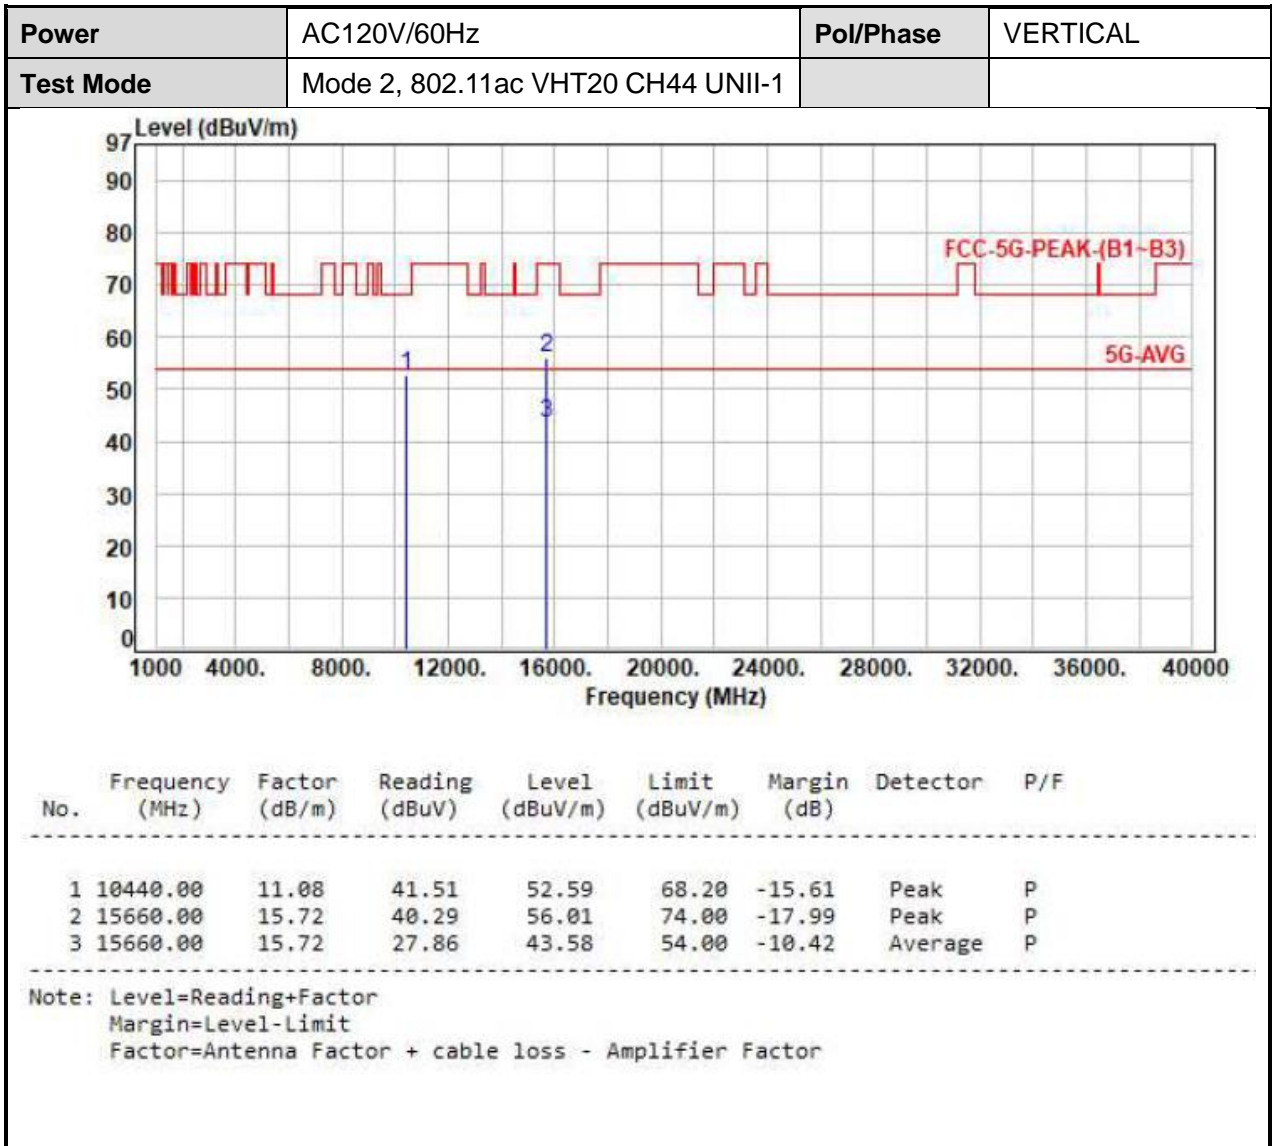 Power AC120V/60Hz Pol/Phase VERTICAL
Test Mode Mode 2, 802.11ac VHT20 CH44 UNII-1
Level (dBuV/m)
97
90
80
FCC-5G-PEAK-(B1~B3)
70
60
2
1
5G-AVG
50
3
40
30
20
10
0
1000 4000. 8000. 12000. 16000. 20000. 24000. 28000. 32000. 36000. 40000
Frequency (MHz)
Frequency Factor Reading Level Limit Margin Detector P/F
No. (MHz) (dB/m) (dBuV) (dBuV/m) (dBuV/m) (dB)
1 10440.00 11.08 41.51 52.59 68.20 -15.61 Peak P
2 15660.00 15.72 40.29 56.01 74.00 -17.99 Peak P
3 15660.00 15.72 27.86 43.58 54.00 -10.42 Average P
Note: Level=Reading+Factor
Margin=Level-Limit
Factor=Antenna Factor + cable loss - Amplifier Factor